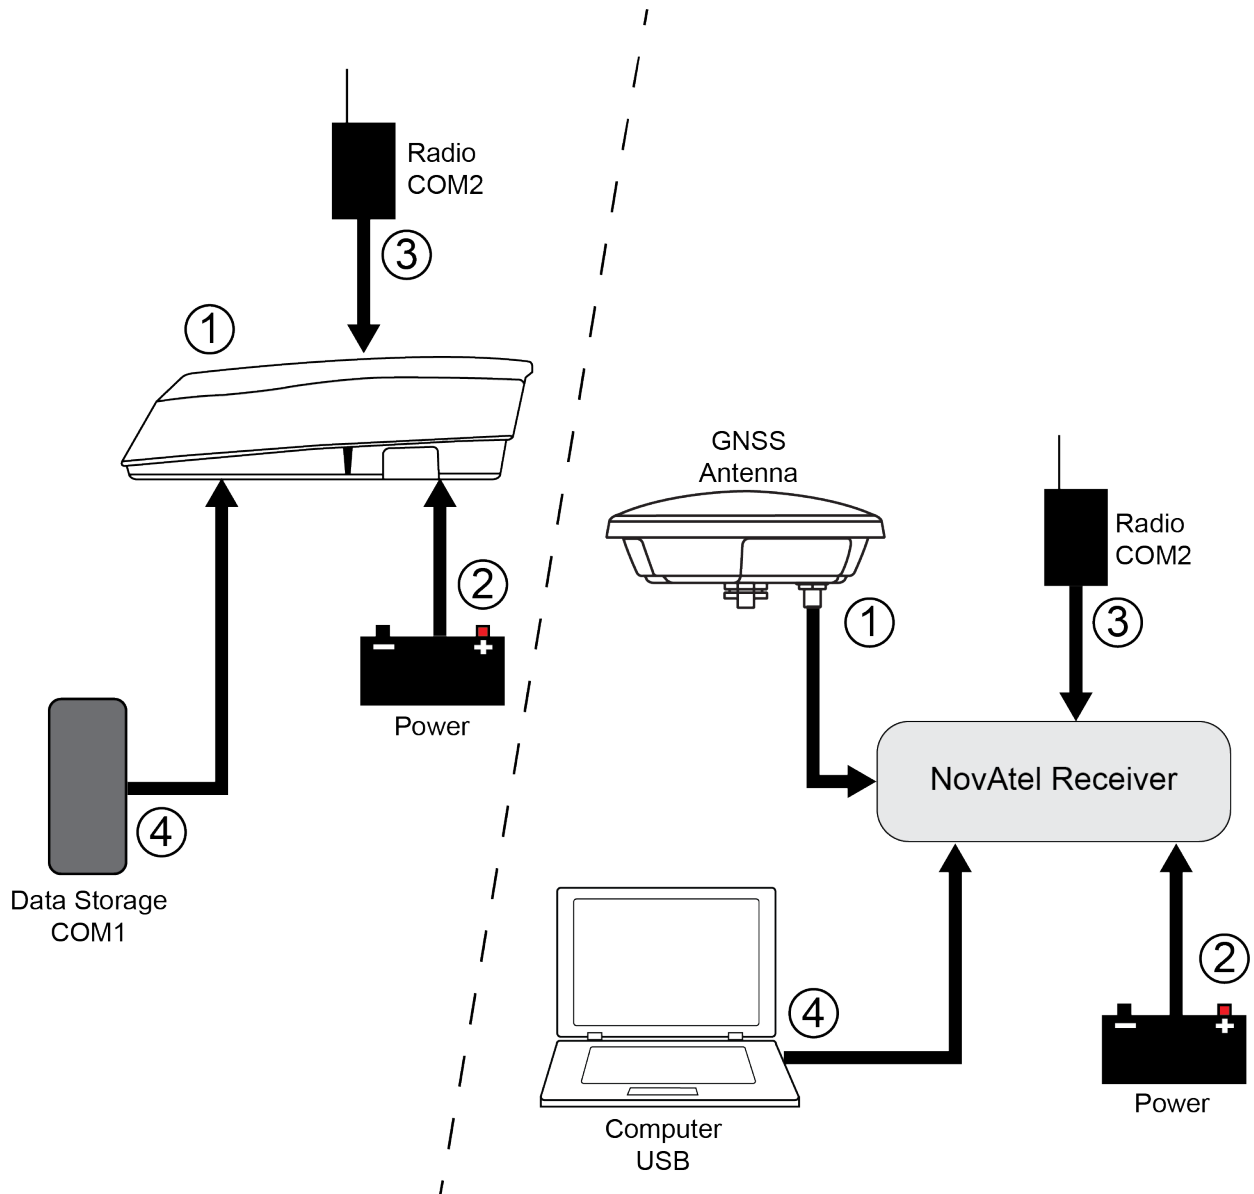 Radio
COM2
3
1
2
Power
4
Data Storage
COM1
GNSS
Antenna
1
Radio
COM2
3
NovAtel Receiver
4
Computer
USB
2
Power